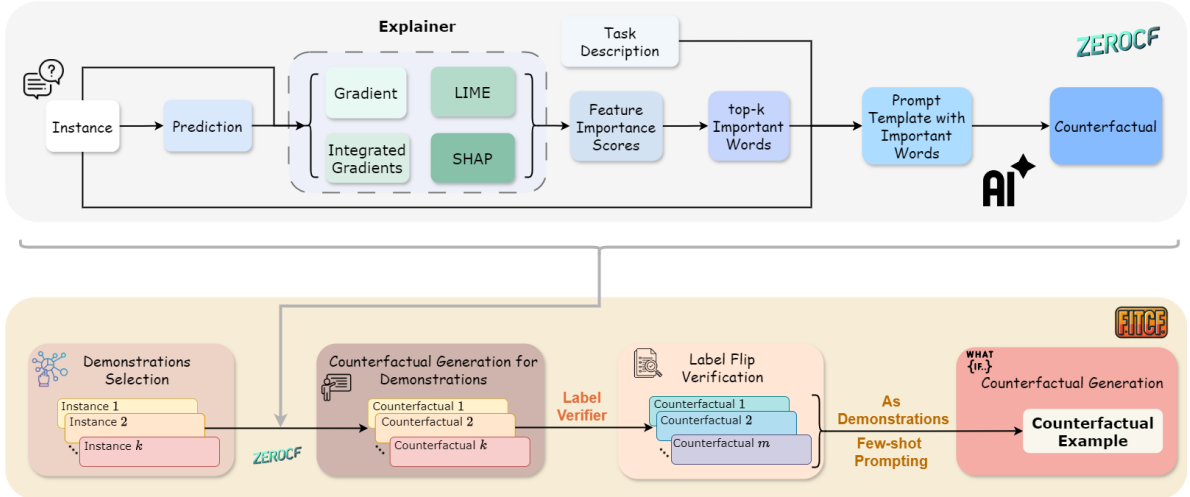 Explainer
Task
Description
ZEROCF
Instance
Prediction
Gradient
LIME
Integrated
Gradients
SHAP
Feature
Importance
Scores
top-k
Important
Words
Prompt
Template with
Important
Words
AI
Counterfactual
FITCF
Demonstrations
Selection
Instance 1
Instance 2
Instance k
ZEROCF
Counterfactual Generation for
Demonstrations
Counterfactual 1
Counterfactual 2
Counterfactual k
Label
Verifier
Label Flip
Verification
Counterfactual 1
Counterfactual 2
Counterfactual m
As
Demonstrations
Few-shot
Prompting
WHAT
{IF..}
Counterfactual Generation
Counterfactual
Example